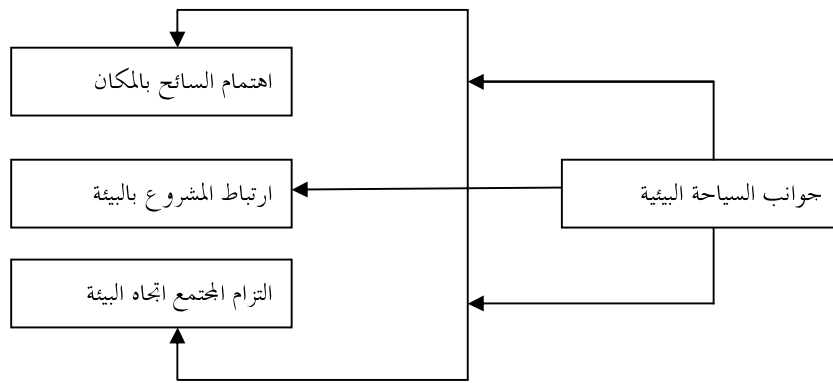 اهتمام السائح بالمكان
جوانب السياحة البيئية
ارتباط المشروع بالبيئة
التزام المجتمع اتجاه البيئة